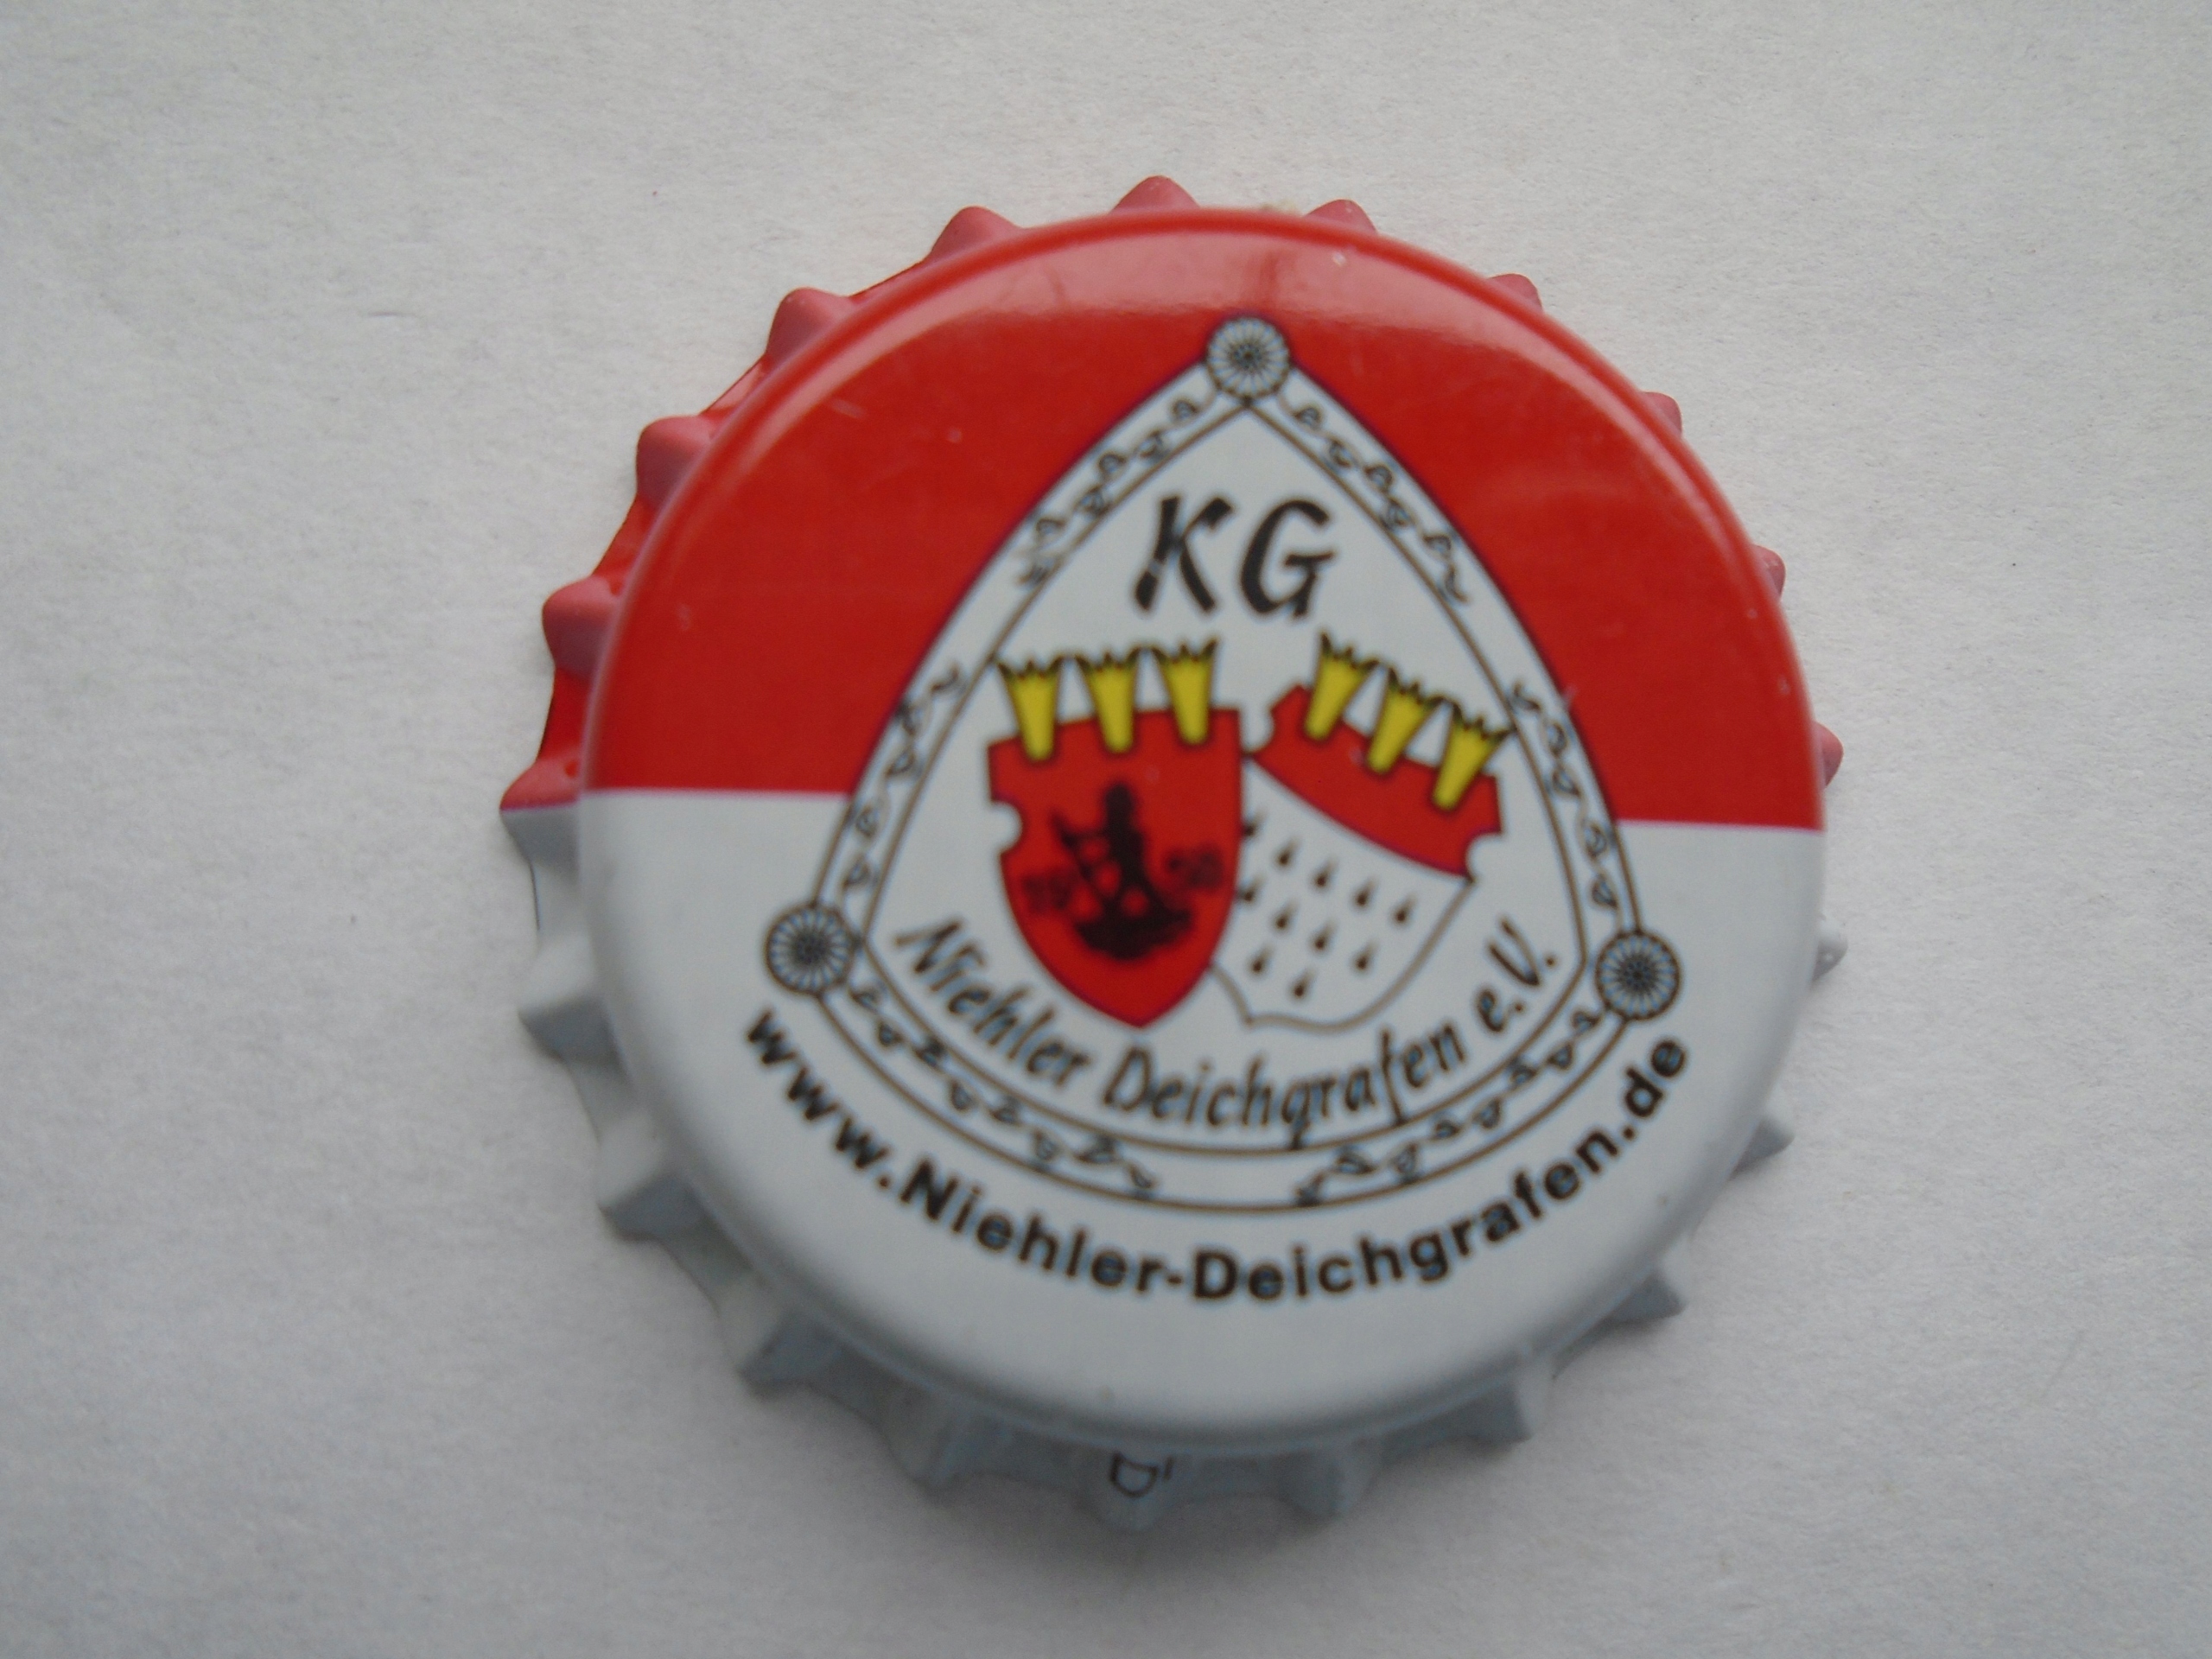 KG
Niehler Deichgrafen e.V.
www.Niehler-Deichgrafen.de